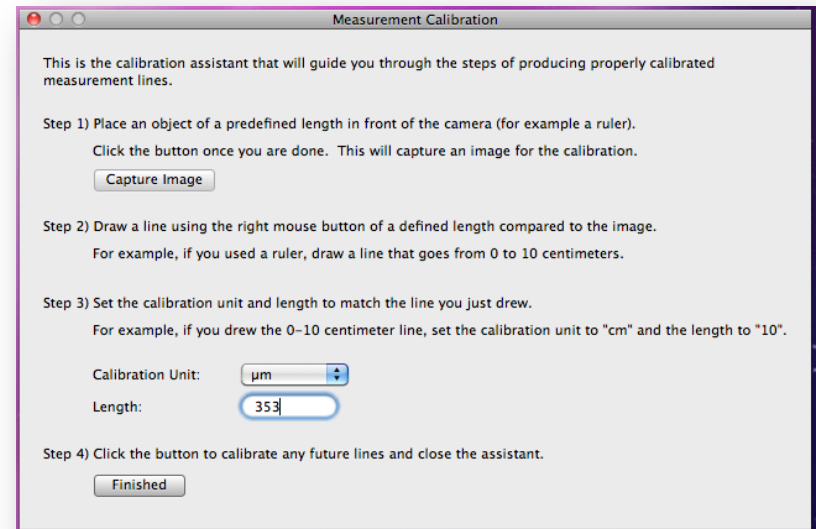 Measurement Calibration
This is the calibration assistant that will guide you through the steps of producing properly calibrated
measurement lines.
Step 1) Place an object of a predefined length in front of the camera (for example a ruler).
Click the button once you are done.  This will capture an image for the calibration.
Capture Image
Step 2) Draw a line using the right mouse button of a defined length compared to the image.
For example, if you used a ruler, draw a line that goes from 0 to 10 centimeters.
Step 3) Set the calibration unit and length to match the line you just drew.
For example, if you drew the 0–10 centimeter line, set the calibration unit to "cm" and the length to "10".
Calibration Unit: µm
Length: 353
Step 4) Click the button to calibrate any future lines and close the assistant.
Finished